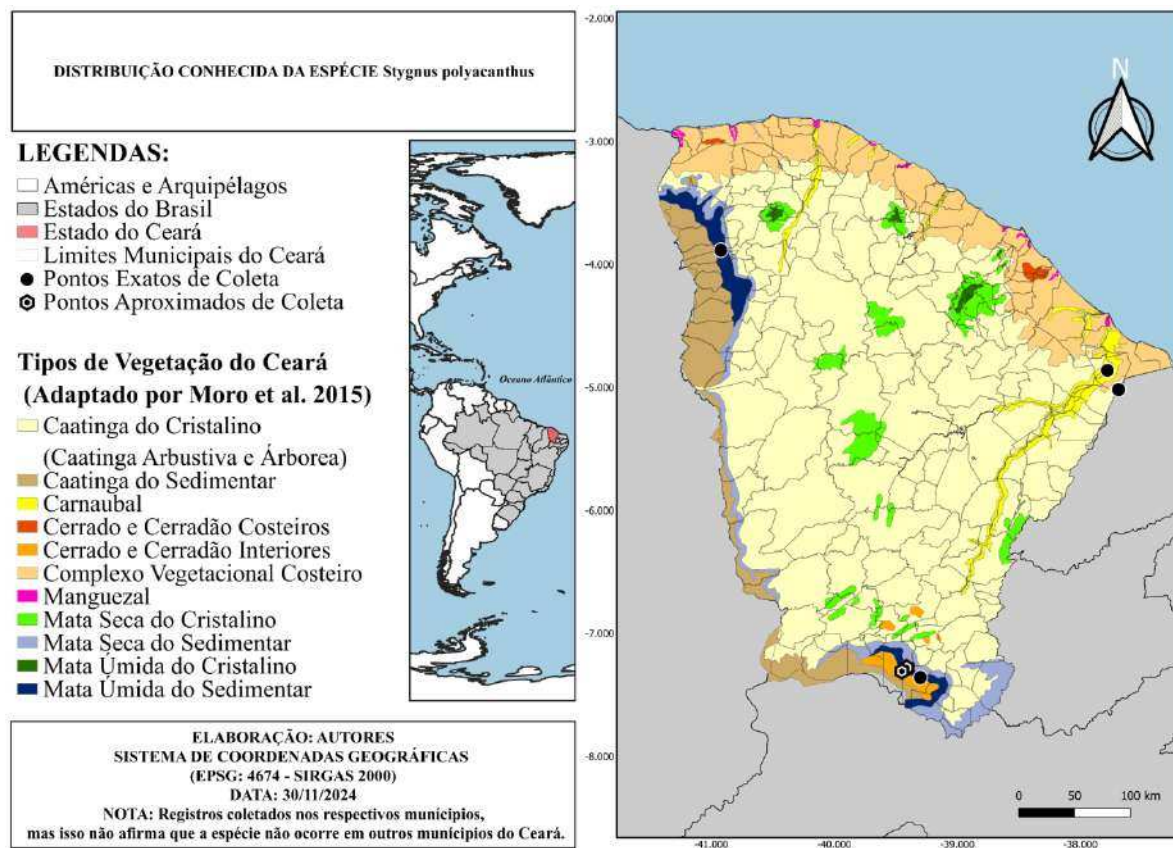 DISTRIBUIÇÃO CONHECIDA DA ESPÉCIE Stygnus polyacanthus
LEGENDAS:
Américas e Arquipélagos
Estados do Brasil
Estado do Ceará
Limites Municipais do Ceará
Pontos Exatos de Coleta
Pontos Aproximados de Coleta
Tipos de Vegetação do Ceará
(Adaptado por Moro et al. 2015)
Caatinga do Cristalino
(Caatinga Arbustiva e Árborea)
Caatinga do Sedimentar
Carnaubal
Cerrado e Cerradão Costeiros
Cerrado e Cerradão Interiores
Complexo Vegetacional Costeiro
Manguezal
Mata Seca do Cristalino
Mata Seca do Sedimentar
Mata Úmida do Cristalino
Mata Úmida do Sedimentar
Oceano Atlântico
ELABORAÇÃO: AUTORES
SISTEMA DE COORDENADAS GEOGRÁFICAS
(EPSG: 4674 - SIRGAS 2000)
DATA: 30/11/2024
NOTA: Registros coletados nos respectivos municípios,
mas isso não afirma que a espécie não ocorre em outros municípios do Ceará.
N
-2.000
-3.000
-4.000
-5.000
-6.000
-7.000
-8.000
0 50 100 km
-41.000 -40.000 -39.000 -38.000